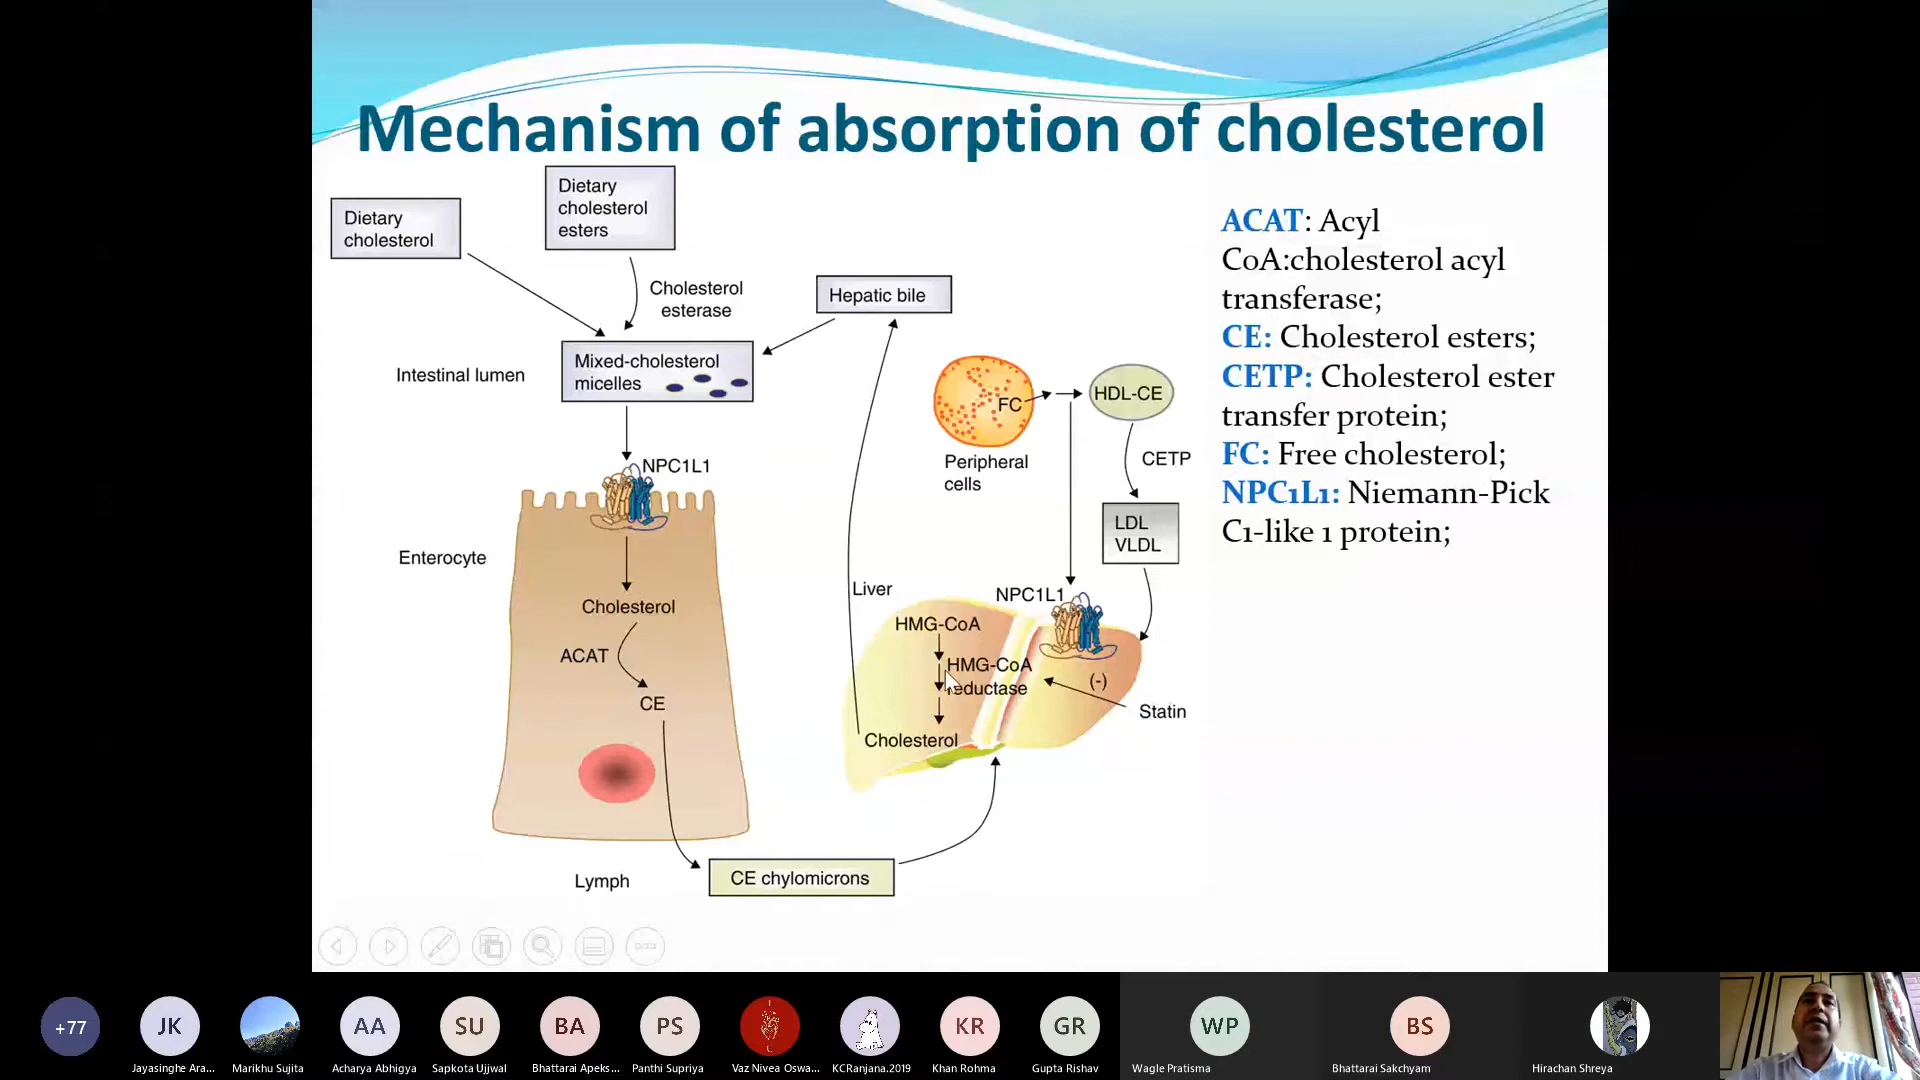 Mechanism of absorption of cholesterol
Dietary
cholesterol
Dietary
cholesterol
esters
Cholesterol
esterase
Hepatic bile
Intestinal lumen
Mixed-cholesterol
micelles
NPC1L1
Enterocyte
Cholesterol
ACAT
CE
Lymph
CE chylomicrons
FC
Peripheral
cells
HDL-CE
CETP
LDL
VLDL
Liver
NPC1L1
HMG-CoA
HMG-CoA
reductase
(-)
Statin
Cholesterol
ACAT: Acyl
CoA:cholesterol acyl
transferase;
CE: Cholesterol esters;
CETP: Cholesterol ester
transfer protein;
FC: Free cholesterol;
NPC1L1: Niemann-Pick
C1-like 1 protein;
+77
JK
AA
SU
BA
PS
KR
GR
WP
BS
Jayasinghe Ara...
Marikhu Sujita
Acharya Abhigya
Sapkota Ujjwal
Bhattarai Apeks...
Panthi Supriya
Vaz Nivea Oswa...
KCRanjana.2019
Khan Rohma
Gupta Rishav
Wagle Pratisma
Bhattarai Sakchyam
Hirachan Shreya